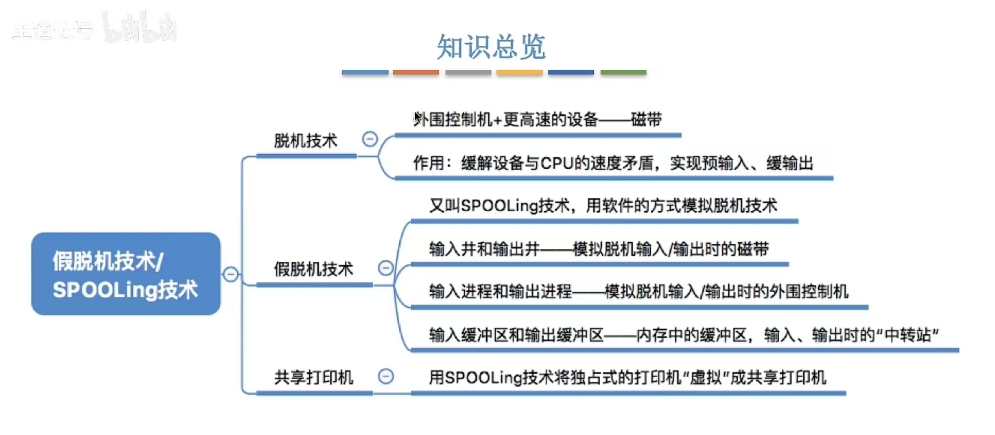 知识总览
脱机技术
外围控制机+更高速的设备——磁带
作用：缓解设备与CPU的速度矛盾，实现预输入、缓输出
假脱机技术/
SPOOLing技术
假脱机技术
又叫SPOOLing技术，用软件的方式模拟脱机技术
输入井和输出井——模拟脱机输入/输出时的磁带
输入进程和输出进程——模拟脱机输入/输出时的外围控制机
输入缓冲区和输出缓冲区——内存中的缓冲区，输入、输出时的“中转站”
共享打印机
用SPOOLing技术将独占式的打印机“虚拟”成共享打印机